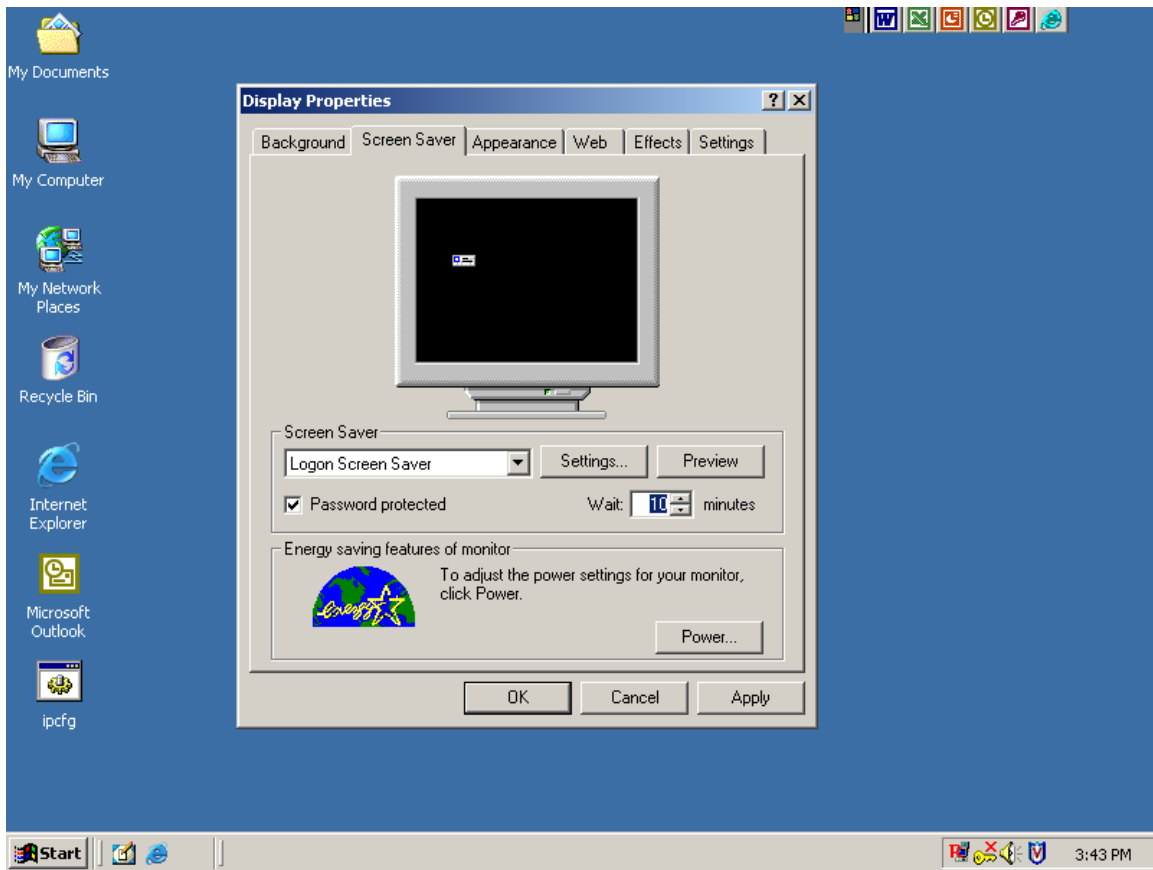 My Documents
My Computer
My Network
Places
Recycle Bin
Internet
Explorer
Microsoft
Outlook
ipcfg
Display Properties
Background Screen Saver Appearance Web Effects Settings
Screen Saver
Logon Screen Saver Settings... Preview
Password protected Wait: 10 minutes
Energy saving features of monitor
To adjust the power settings for your monitor,
click Power.
energy
Power...
OK Cancel Apply
Start 3:43 PM